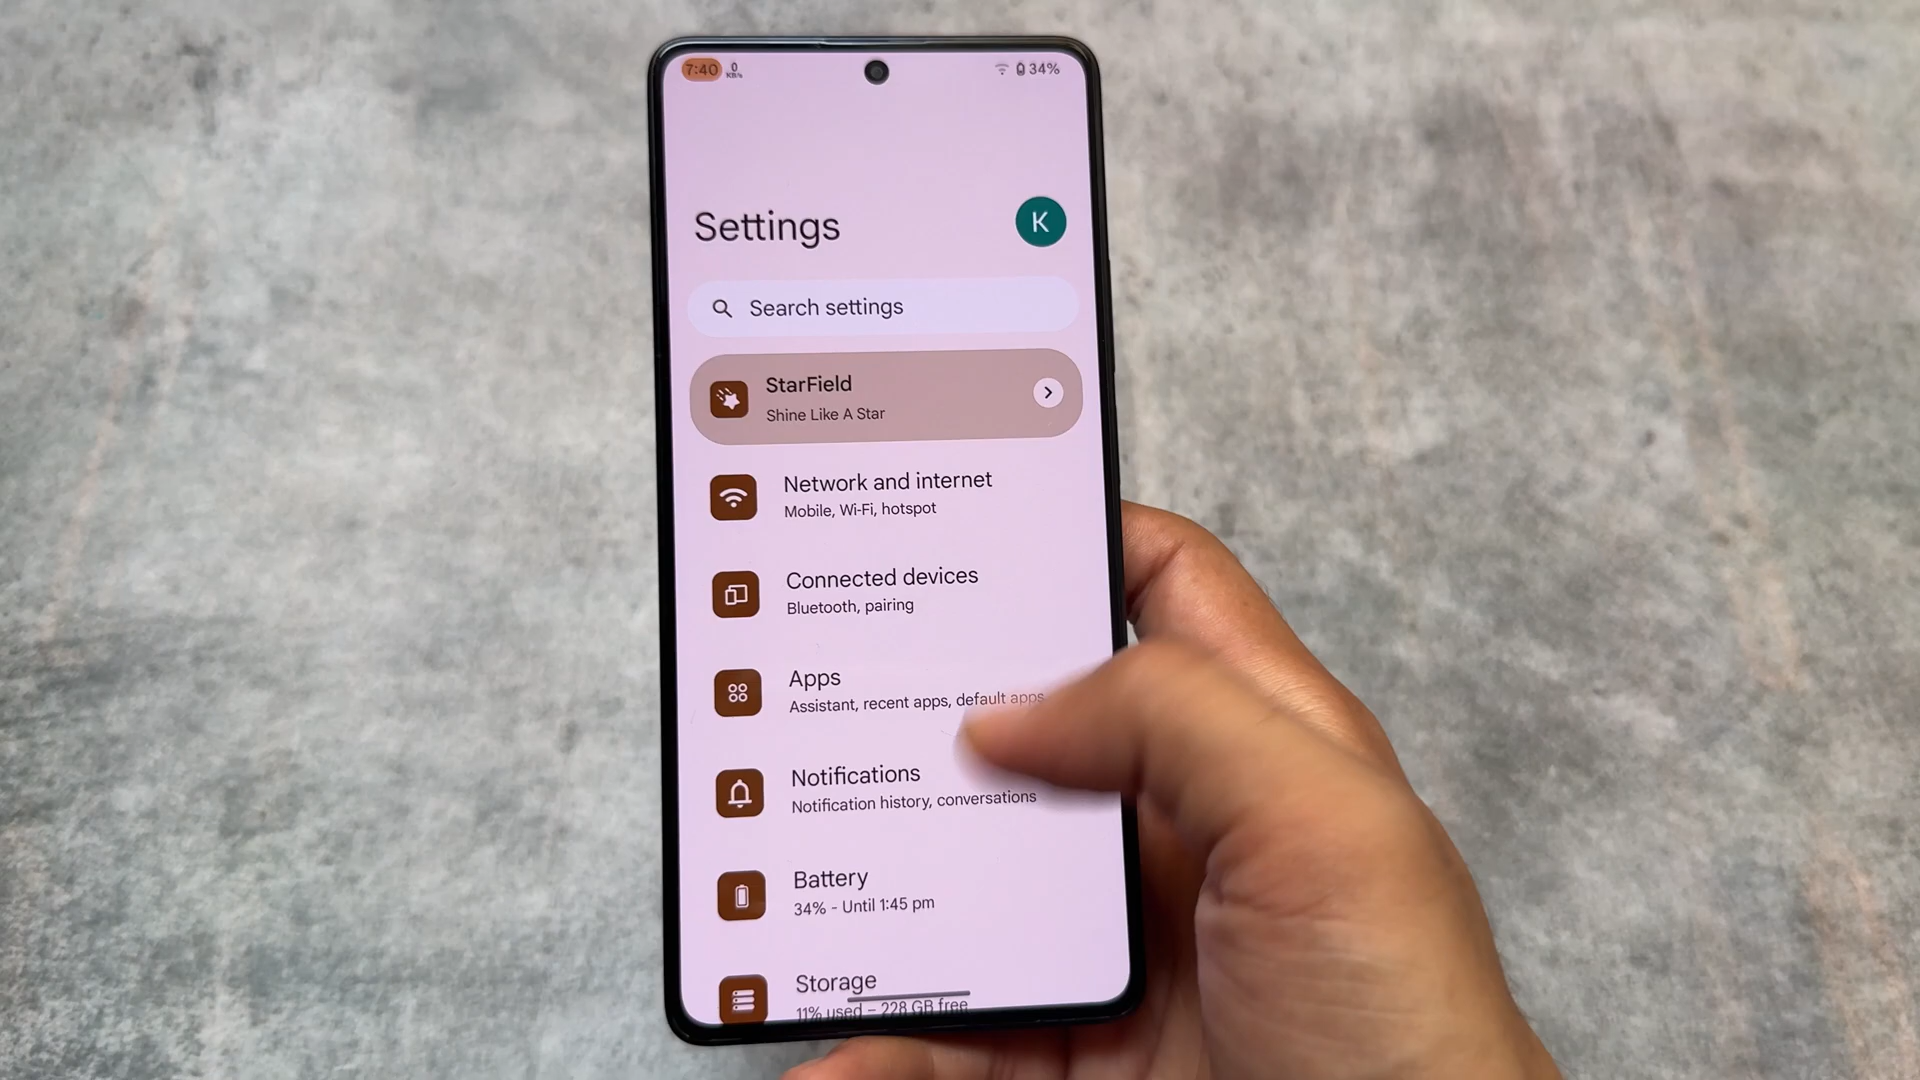 7:40 0 KB/s 34%
Settings K
Search settings
StarField
Shine Like A Star
Network and internet
Mobile, Wi-Fi, hotspot
Connected devices
Bluetooth, pairing
Apps
Assistant, recent apps, default apps
Notifications
Notification history, conversations
Battery
34% - Until 1:45 pm
Storage
11% used – 228 GB free